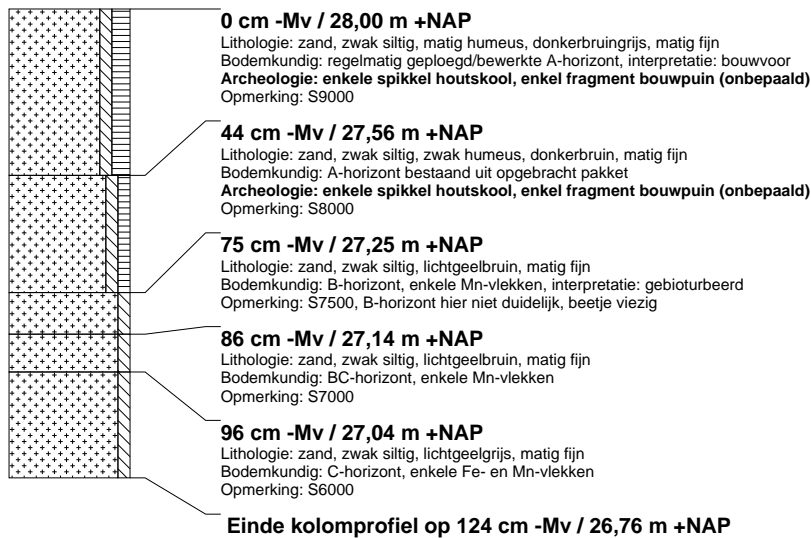 0 cm -Mv / 28,00 m +NAP
Lithologie: zand, zwak siltig, matig humeus, donkerbruingrijs, matig fijn
Bodemkundig: regelmatig geploegd/bewerkte A-horizont, interpretatie: bouwvoor
Archeologie: enkele spikkel houtskool, enkel fragment bouwpuin (onbepaald)
Opmerking: S9000
44 cm -Mv / 27,56 m +NAP
Lithologie: zand, zwak siltig, zwak humeus, donkerbruin, matig fijn
Bodemkundig: A-horizont bestaand uit opgebracht pakket
Archeologie: enkele spikkel houtskool, enkel fragment bouwpuin (onbepaald)
Opmerking: S8000
75 cm -Mv / 27,25 m +NAP
Lithologie: zand, zwak siltig, lichtgeelbruin, matig fijn
Bodemkundig: B-horizont, enkele Mn-vlekken, interpretatie: gebioturbeerd
Opmerking: S7500, B-horizont hier niet duidelijk, beetje viezig
86 cm -Mv / 27,14 m +NAP
Lithologie: zand, zwak siltig, lichtgeelbruin, matig fijn
Bodemkundig: BC-horizont, enkele Mn-vlekken
Opmerking: S7000
96 cm -Mv / 27,04 m +NAP
Lithologie: zand, zwak siltig, lichtgeelgrijs, matig fijn
Bodemkundig: C-horizont, enkele Fe- en Mn-vlekken
Opmerking: S6000
Einde kolomprofiel op 124 cm -Mv / 26,76 m +NAP